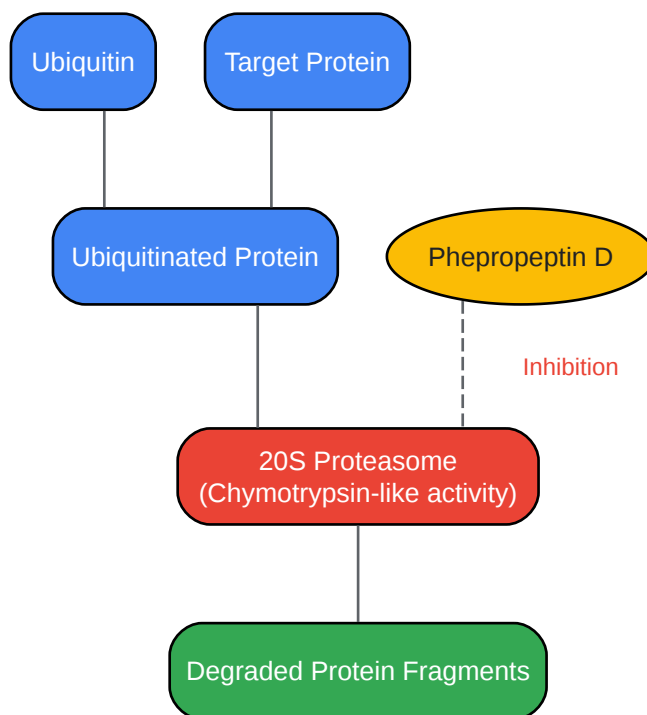 Ubiquitin
Target Protein
Ubiquitinated Protein
Phepropeptin D
Inhibition
20S Proteasome
(Chymotrypsin-like activity)
Degraded Protein Fragments